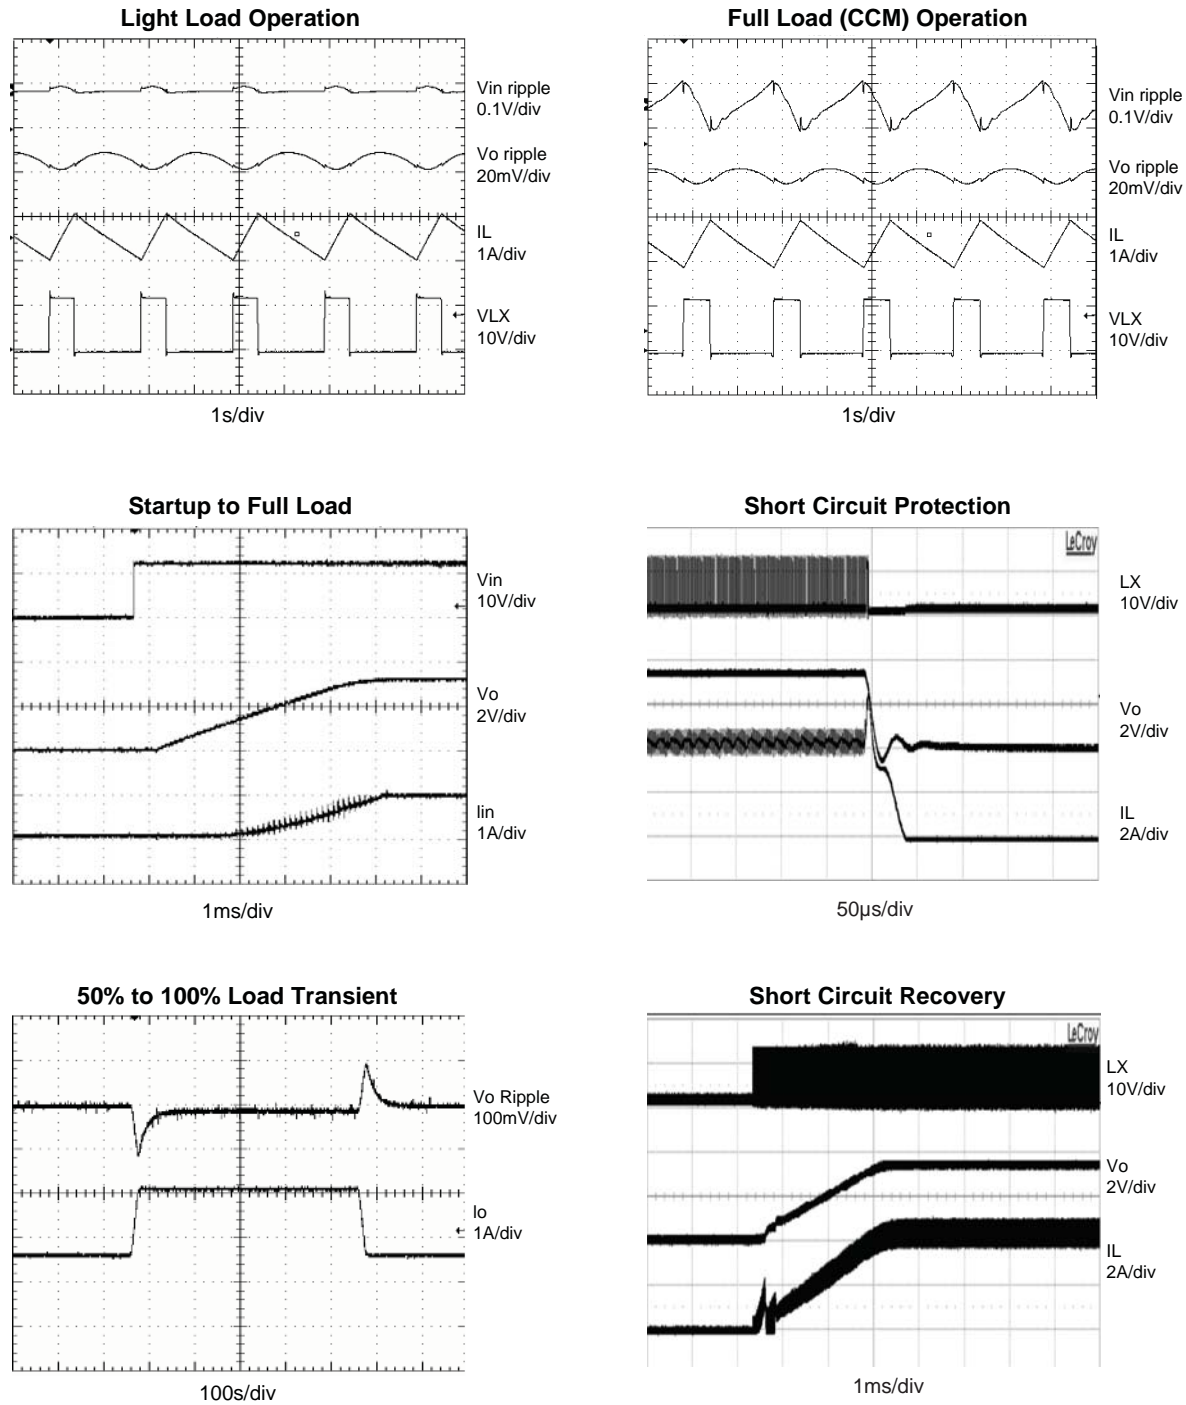 Light Load Operation
Vin ripple
0.1V/div
Vo ripple
20mV/div
IL
1A/div
VLX
10V/div
1s/div
Full Load (CCM) Operation
Vin ripple
0.1V/div
Vo ripple
20mV/div
IL
1A/div
VLX
10V/div
1s/div
Startup to Full Load
Vin
10V/div
Vo
2V/div
Iin
1A/div
1ms/div
Short Circuit Protection
LeCroy
LX
10V/div
Vo
2V/div
IL
2A/div
50µs/div
50% to 100% Load Transient
Vo Ripple
100mV/div
Io
1A/div
100s/div
Short Circuit Recovery
LeCroy
LX
10V/div
Vo
2V/div
IL
2A/div
1ms/div